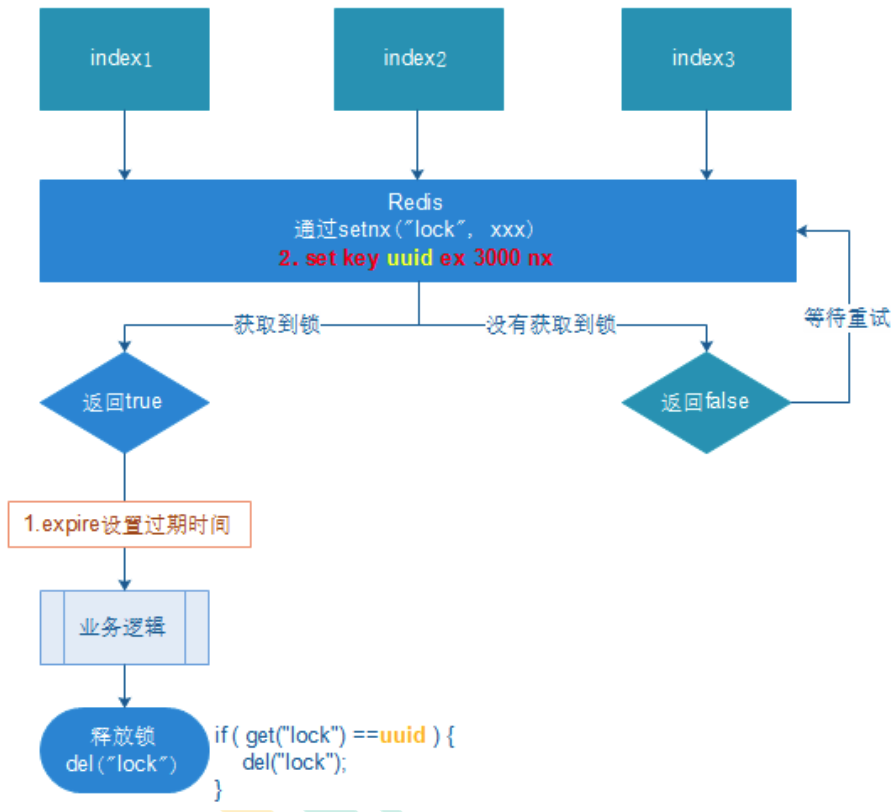 index1
index2
index3
Redis
通过setnx("lock", xxx)
2. set key uuid ex 3000 nx
获取到锁
没有获取到锁
等待重试
返回true
返回false
1.expire设置过期时间
业务逻辑
释放锁
del("lock")
if ( get("lock") ==uuid ) {
del("lock");
}